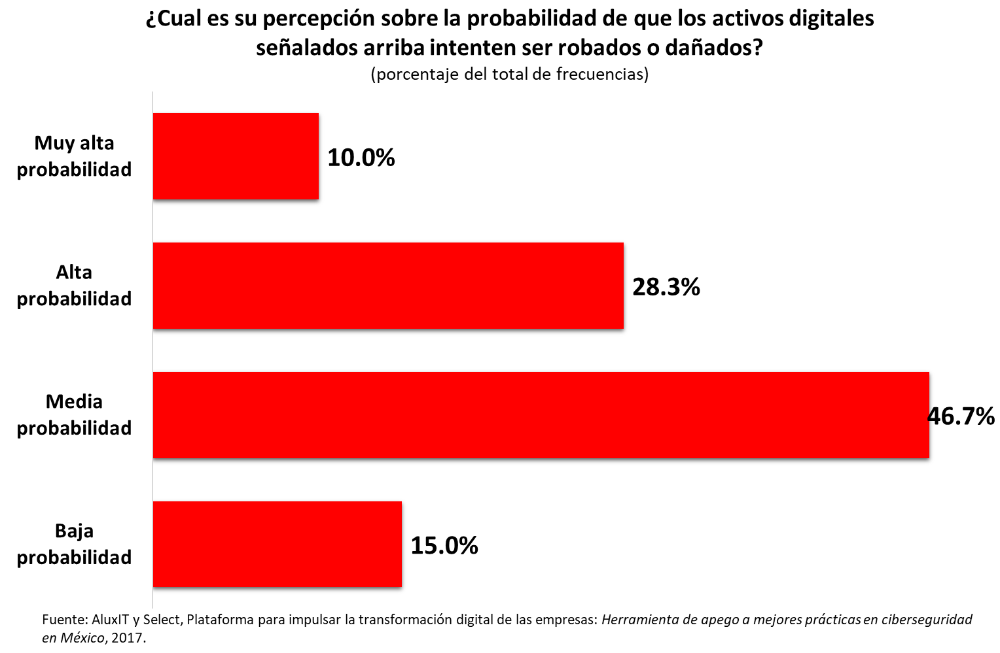 ¿Cual es su percepción sobre la probabilidad de que los activos digitales
señalados arriba intenten ser robados o dañados?
(porcentaje del total de frecuencias)
Muy alta
probabilidad
10.0%
Alta
probabilidad
28.3%
Media
probabilidad
46.7%
Baja
probabilidad
15.0%
Fuente: AluxIT y Select, Plataforma para impulsar la transformación digital de las empresas: Herramienta de apego a mejores prácticas en ciberseguridad
en México, 2017.